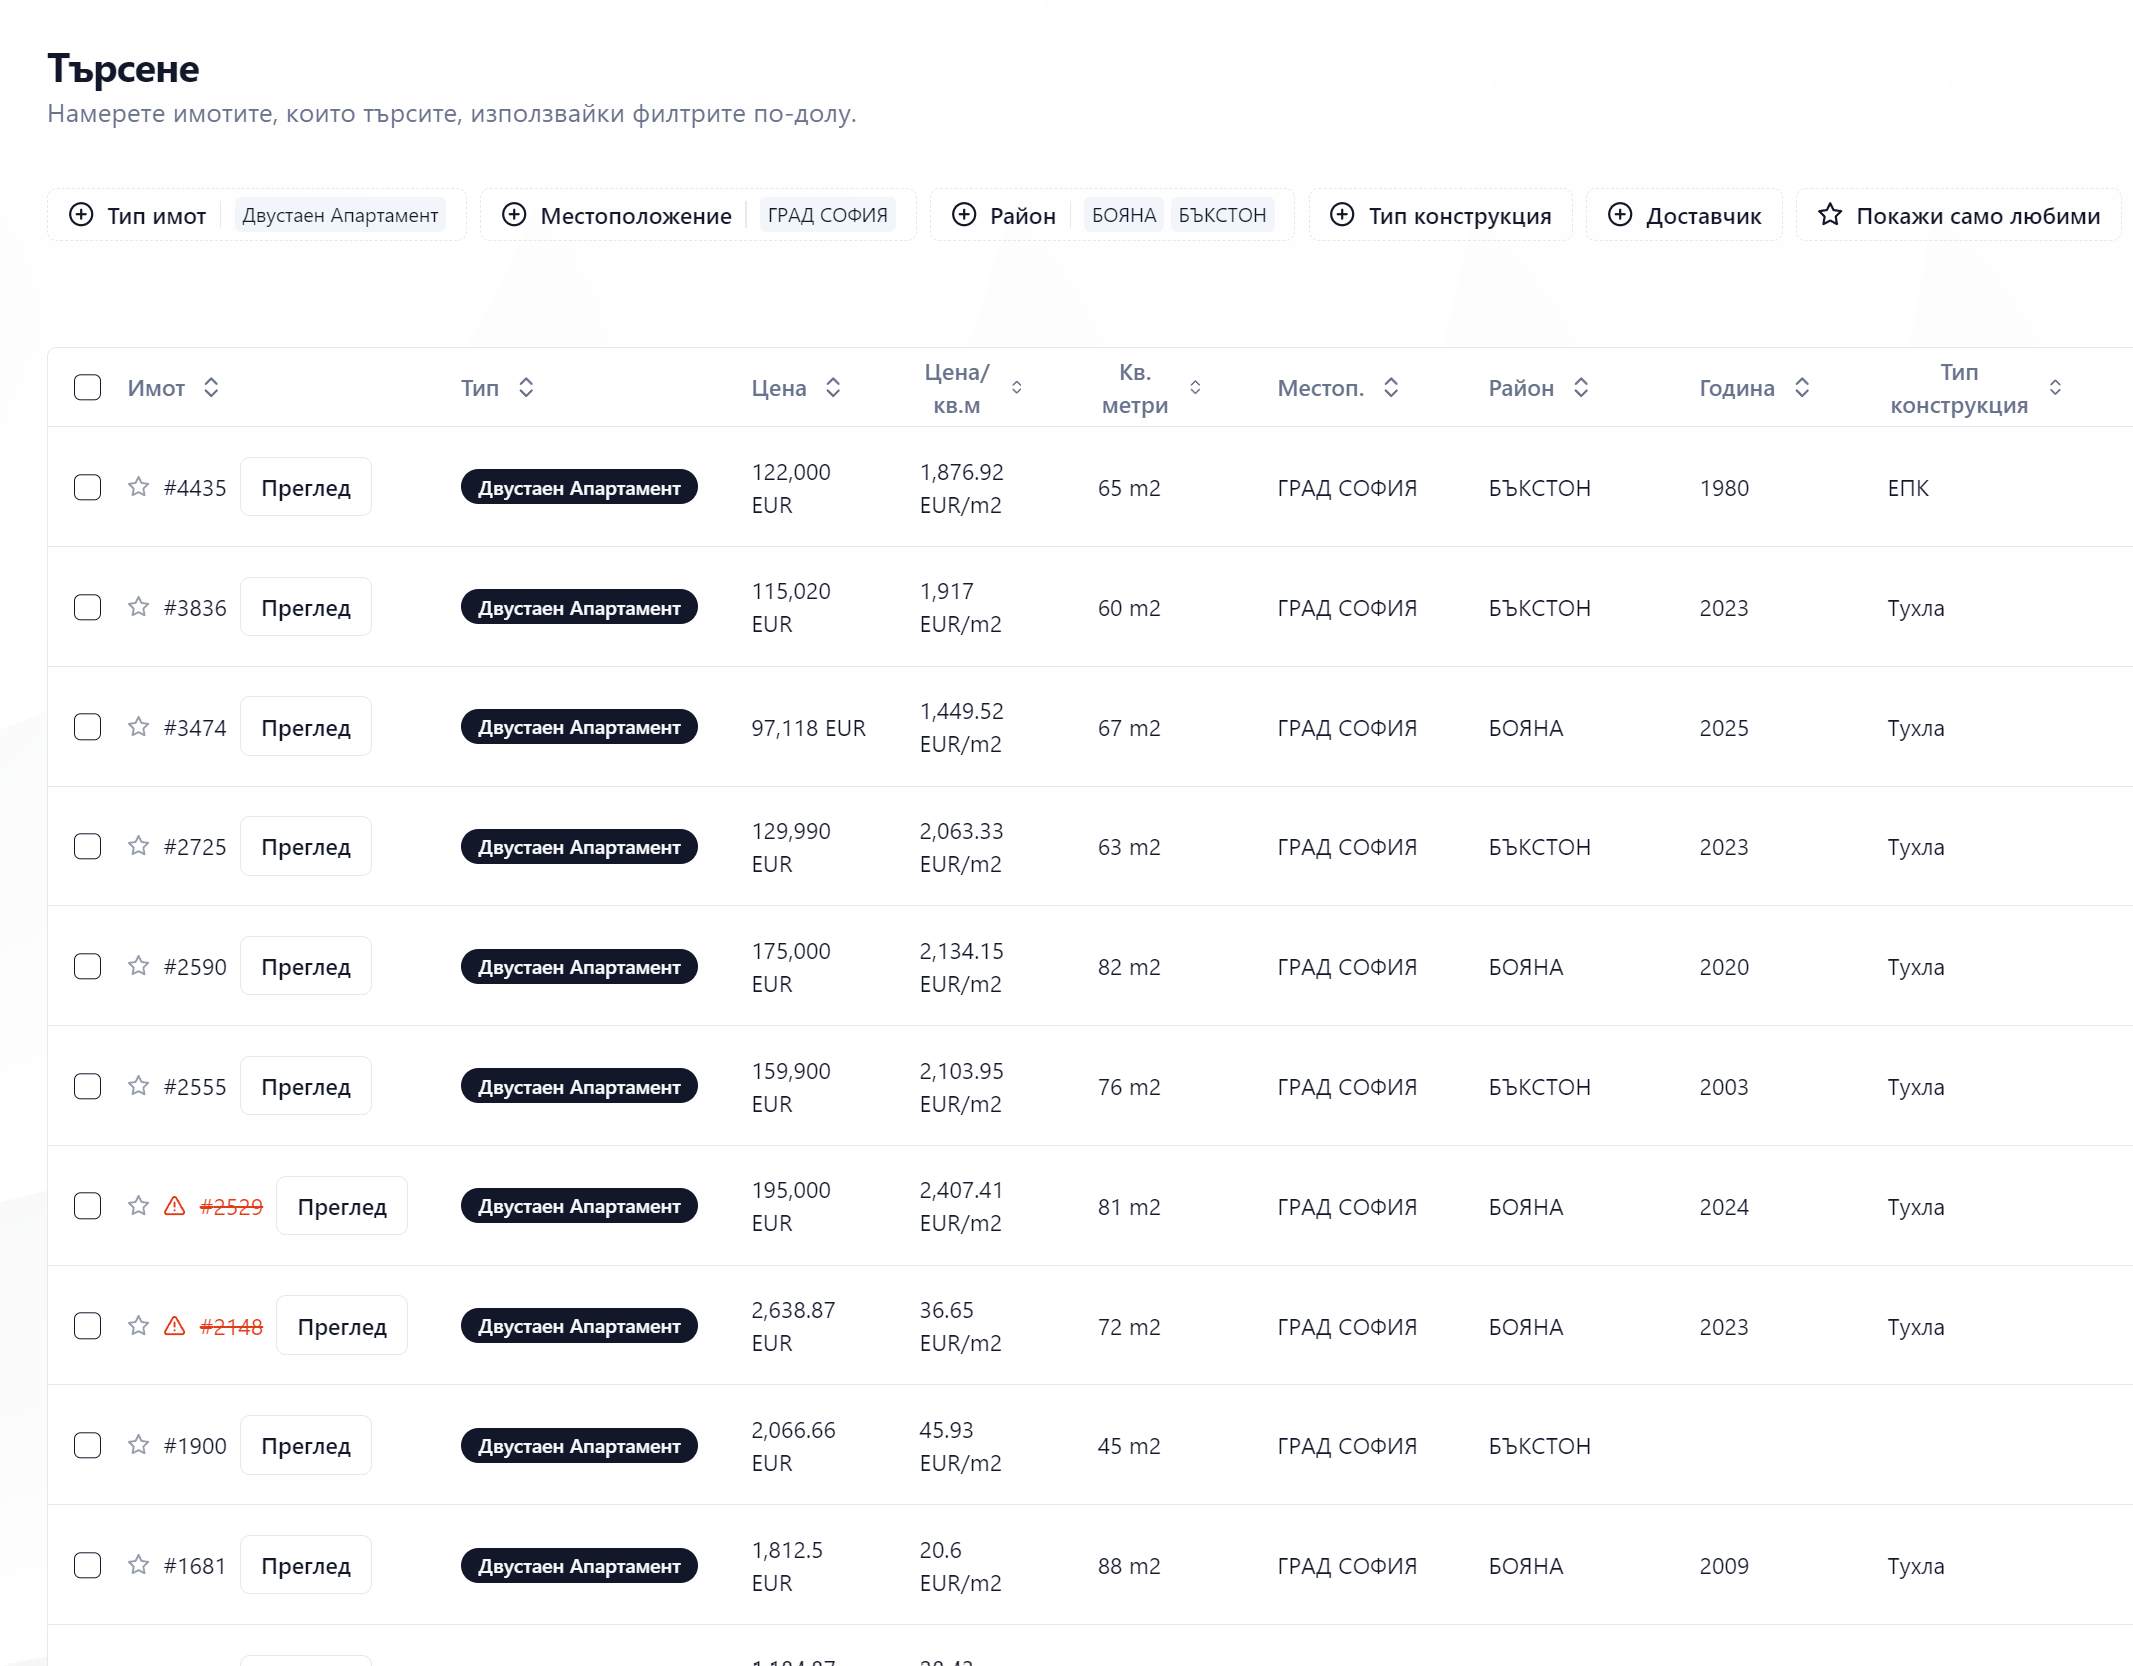 Търсене
Намерете имотите, които търсите, използвайки филтрите по-долу.
Тип имот Двустаен Апартамент Местоположение ГРАД СОФИЯ Район БОЯНА БЪКСТОН Тип конструкция Доставчик Покажи само любими
Имот Тип Цена Цена/ кв.м Кв. метри Местоп. Район Година Тип конструкция
#4435 Преглед Двустаен Апартамент 122,000 EUR 1,876.92 EUR/m2 65 m2 ГРАД СОФИЯ БЪКСТОН 1980 ЕПК
#3836 Преглед Двустаен Апартамент 115,020 EUR 1,917 EUR/m2 60 m2 ГРАД СОФИЯ БЪКСТОН 2023 Тухла
#3474 Преглед Двустаен Апартамент 97,118 EUR 1,449.52 EUR/m2 67 m2 ГРАД СОФИЯ БОЯНА 2025 Тухла
#2725 Преглед Двустаен Апартамент 129,990 EUR 2,063.33 EUR/m2 63 m2 ГРАД СОФИЯ БЪКСТОН 2023 Тухла
#2590 Преглед Двустаен Апартамент 175,000 EUR 2,134.15 EUR/m2 82 m2 ГРАД СОФИЯ БОЯНА 2020 Тухла
#2555 Преглед Двустаен Апартамент 159,900 EUR 2,103.95 EUR/m2 76 m2 ГРАД СОФИЯ БЪКСТОН 2003 Тухла
#2529 Преглед Двустаен Апартамент 195,000 EUR 2,407.41 EUR/m2 81 m2 ГРАД СОФИЯ БОЯНА 2024 Тухла
#2148 Преглед Двустаен Апартамент 2,638.87 EUR 36.65 EUR/m2 72 m2 ГРАД СОФИЯ БОЯНА 2023 Тухла
#1900 Преглед Двустаен Апартамент 2,066.66 EUR 45.93 EUR/m2 45 m2 ГРАД СОФИЯ БЪКСТОН
#1681 Преглед Двустаен Апартамент 1,812.5 EUR 20.6 EUR/m2 88 m2 ГРАД СОФИЯ БОЯНА 2009 Тухла